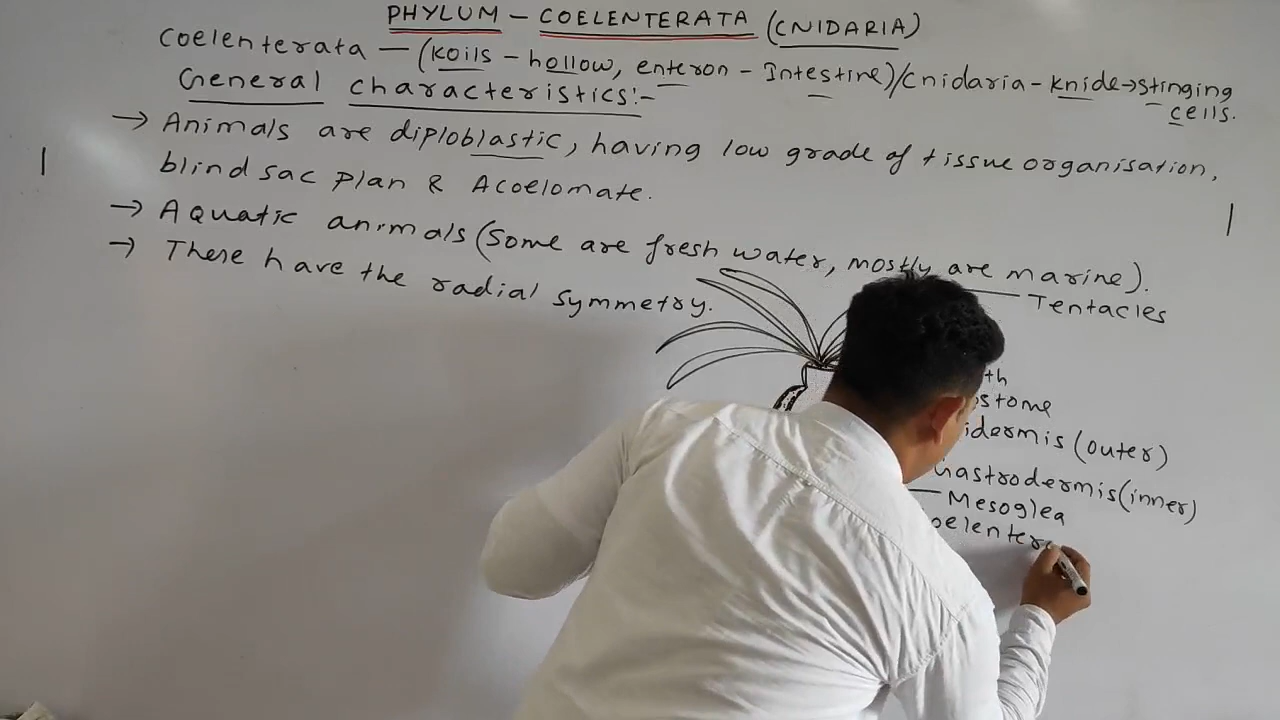 PHYLUM - COELENTERATA (CNIDARIA)
Coelenterata — (Koils - hollow, enteron - Intestine)/Cnidaria - Knide→stinging
cells.
General Characteristics:-
→ Animals are diploblastic, having low grade of tissue organisation,
blind sac plan & Acoelomate.
→ Aquatic animals (Some are fresh water, mostly are marine).
→ These have the radial symmetry.
Tentacles
th
stome
idermis (outer)
Gastrodermis (inner)
Mesoglea
oelenter